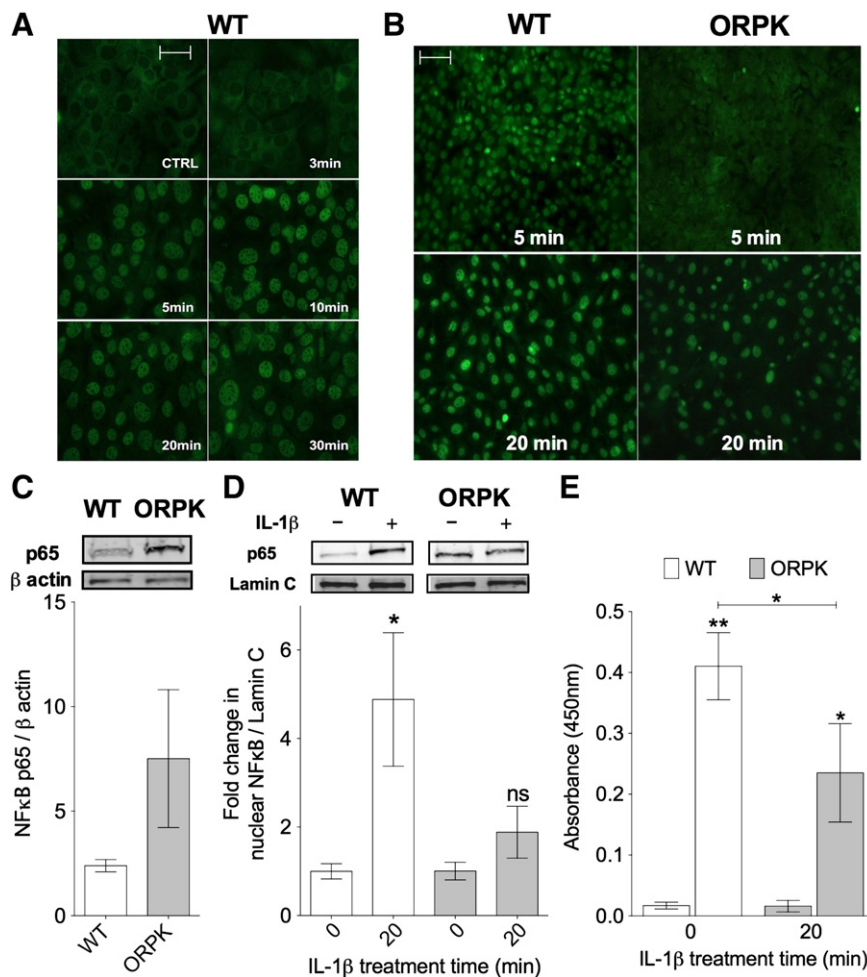 A
WT
CTRL
3min
5min
10min
20min
30min
B
WT
ORPK
5 min
5 min
20 min
20 min
C
WT ORPK
p65
β actin
15
10
5
0
NFκB p65 / β actin
WT
ORPK
D
WT
ORPK
IL-1β
− + − +
p65
Lamin C
6
4
2
0
Fold change in
nuclear NFκB / Lamin C
*
ns
0
20
0
20
IL-1β treatment time (min)
E
WT
ORPK
0.5
0.4
0.3
0.2
0.1
0.0
Absorbance (450nm)
**
*
*
0
20
IL-1β treatment time (min)